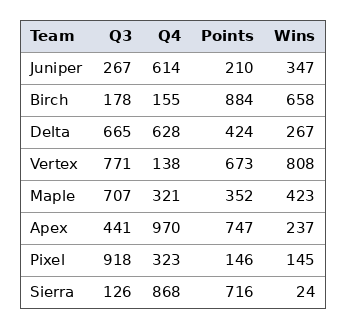 Team Q3 Q4 Points Wins
Juniper 267 614 210 347
Birch 178 155 884 658
Delta 665 628 424 267
Vertex 771 138 673 808
Maple 707 321 352 423
Apex 441 970 747 237
Pixel 918 323 146 145
Sierra 126 868 716 24